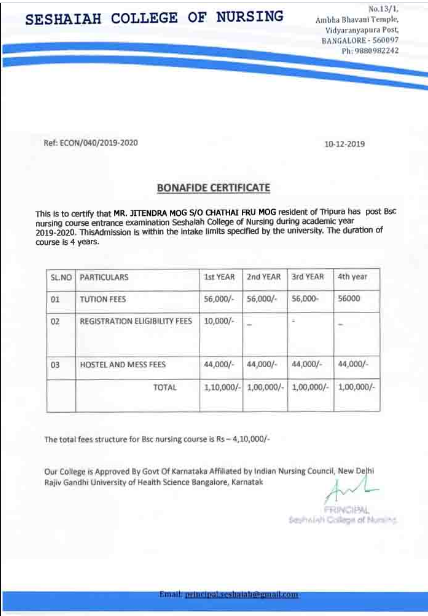 SESHAIAH COLLEGE OF NURSING
No.13/1,
Ambha Bhavani Temple,
Vidyaranyapura Post,
BANGALORE - 560097
Ph: 9880982242
Ref: ECON/040/2019-2020
10-12-2019
BONAFIDE CERTIFICATE
This is to certify that MR. JITENDRA MOG S/O CHATHAI FRU MOG resident of Tripura has post Bsc
nursing course entrance examination Seshaiah College of Nursing during academic year
2019-2020. ThisAdmission is within the intake limits specified by the university. The duration of
course is 4 years.
SL.NO PARTICULARS 1st YEAR 2nd YEAR 3rd YEAR 4th year
01 TUTION FEES 56,000/- 56,000/- 56,000- 56000
02 REGISTRATION ELIGIBILITY FEES 10,000/- _ - _
03 HOSTEL AND MESS FEES 44,000/- 44,000/- 44,000/- 44,000/-
TOTAL 1,10,000/- 1,00,000/- 1,00,000/- 1,00,000/-
The total fees structure for Bsc nursing course is Rs – 4,10,000/-
Our College is Approved By Govt Of Karnataka Affiliated by Indian Nursing Council, New Delhi
Rajiv Gandhi University of Health Science Bangalore, Karnatak
PRINCIPAL
Seshaiah College of Nursing
Email: principal.seshaiah@gmail.com